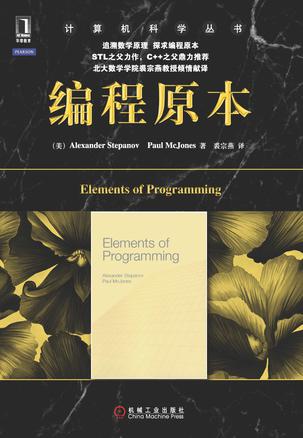 计算机科学丛书
华章教育
PEARSON
追溯数学原理 探求编程原本
STL之父力作，C++之父鼎力推荐
北大数学学院裘宗燕教授倾情献译
编程原本
（美）Alexander Stepanov Paul McJones 著 裘宗燕 译
Elements of Programming
Elements of
Programming
Alexander Stepanov
Paul McJones
机械工业出版社
China Machine Press